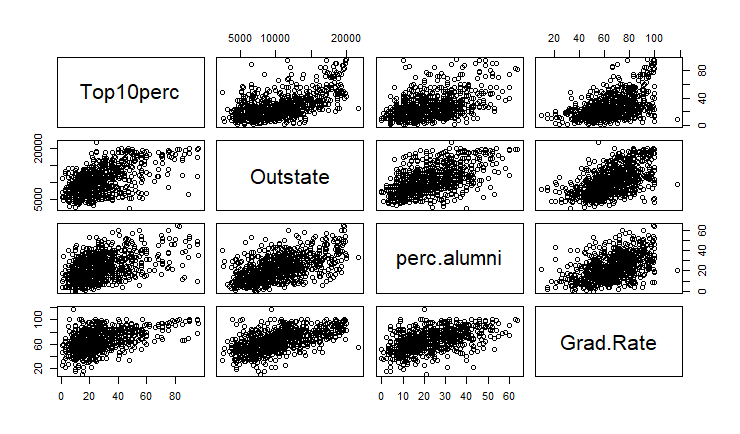 5000 10000 20000
20 40 60 80 100
Top10perc
0 40 80
5000 20000
Outstate
perc.alumni
0 20 40 60
20 60 100
Grad.Rate
0 20 40 60 80
0 10 20 30 40 50 60